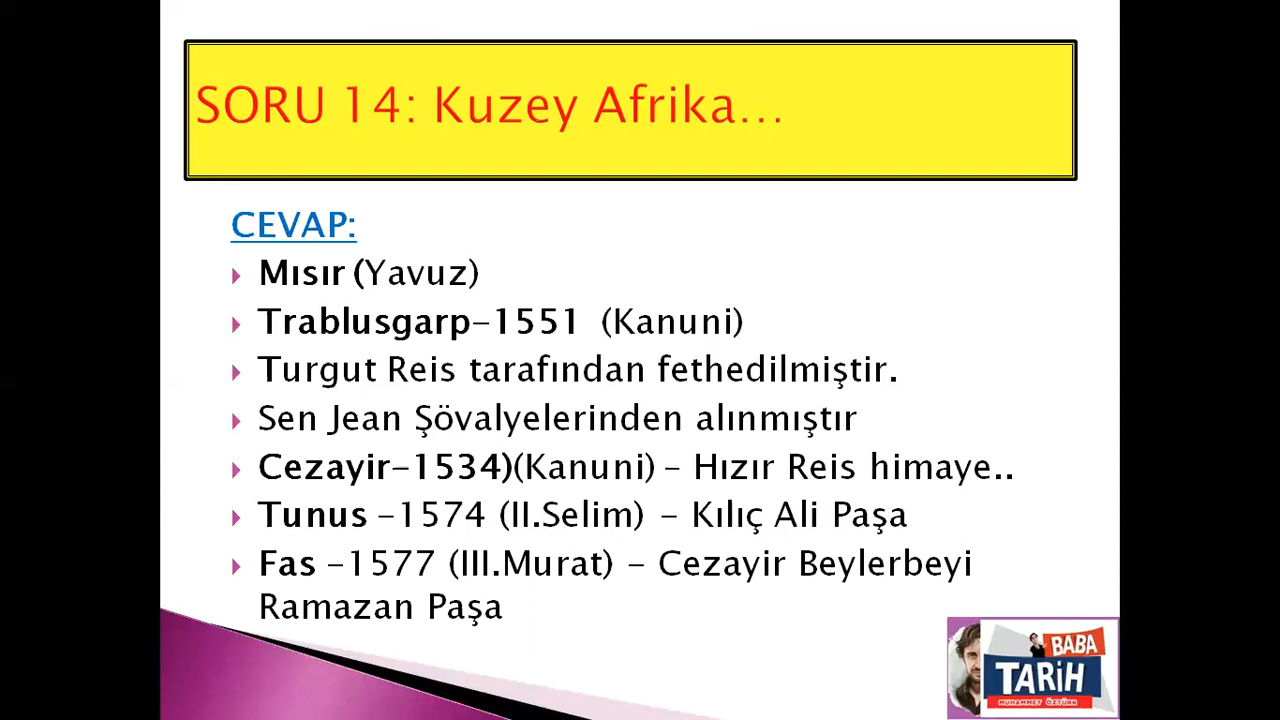 SORU 14: Kuzey Afrika...
CEVAP:
Mısır (Yavuz)
Trablusgarp-1551 (Kanuni)
Turgut Reis tarafından fethedilmiştir.
Sen Jean Şövalyelerinden alınmıştır
Cezayir-1534)(Kanuni) - Hızır Reis himaye..
Tunus -1574 (II.Selim) - Kılıç Ali Paşa
Fas -1577 (III.Murat) - Cezayir Beylerbeyi
Ramazan Paşa
BABA
TARİH
MUHAMMET ÖZTÜRK